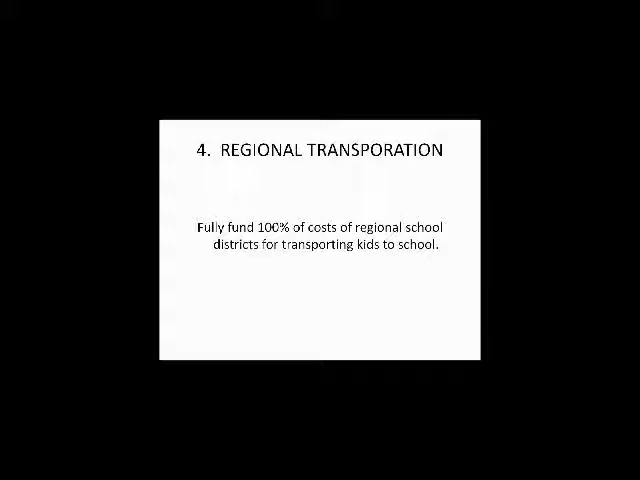 4. REGIONAL TRANSPORATION
Fully fund 100% of costs of regional school
districts for transporting kids to school.